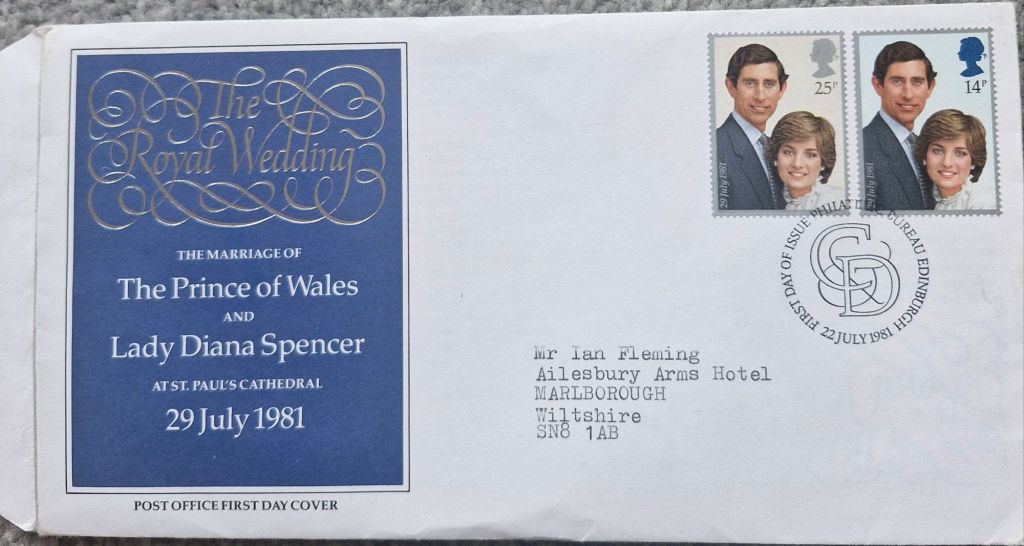 The
Royal Wedding
THE MARRIAGE OF
The Prince of Wales
AND
Lady Diana Spencer
AT ST. PAUL'S CATHEDRAL
29 July 1981
POST OFFICE FIRST DAY COVER
25P
29 July 1981
14P
29 July 1981
FIRST DAY OF ISSUE PHILATELIC BUREAU EDINBURGH
CD
22 JULY 1981
Mr Ian Fleming
Ailesbury Arms Hotel
MARLBOROUGH
Wiltshire
SN8 1AB